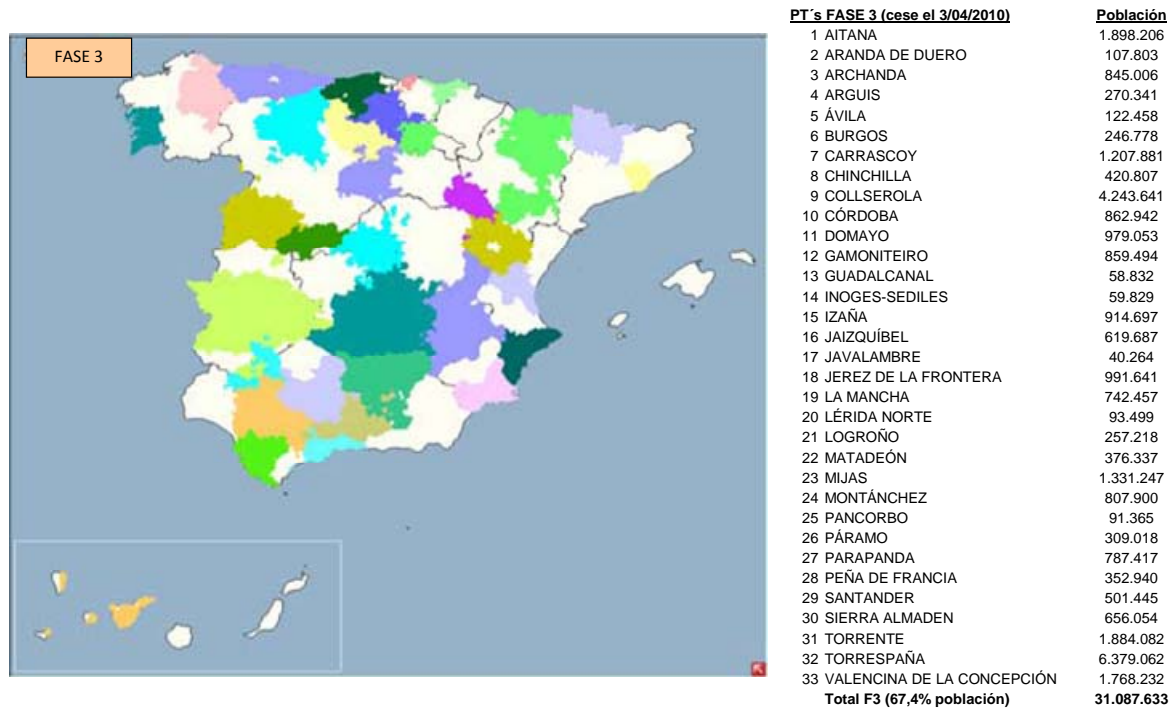 FASE 3
PT´s FASE 3 (cese el 3/04/2010) Población
1 AITANA 1.898.206
2 ARANDA DE DUERO 107.803
3 ARCHANDA 845.006
4 ARGUIS 270.341
5 ÁVILA 122.458
6 BURGOS 246.778
7 CARRASCOY 1.207.881
8 CHINCHILLA 420.807
9 COLLSEROLA 4.243.641
10 CÓRDOBA 862.942
11 DOMAYO 979.053
12 GAMONITEIRO 859.494
13 GUADALCANAL 58.832
14 INOGES-SEDILES 59.829
15 IZAÑA 914.697
16 JAIZQUÍBEL 619.687
17 JAVALAMBRE 40.264
18 JEREZ DE LA FRONTERA 991.641
19 LA MANCHA 742.457
20 LÉRIDA NORTE 93.499
21 LOGROÑO 257.218
22 MATADEÓN 376.337
23 MIJAS 1.331.247
24 MONTÁNCHEZ 807.900
25 PANCORBO 91.365
26 PÁRAMO 309.018
27 PARAPANDA 787.417
28 PEÑA DE FRANCIA 352.940
29 SANTANDER 501.445
30 SIERRA ALMADEN 656.054
31 TORRENTE 1.884.082
32 TORRESPAÑA 6.379.062
33 VALENCINA DE LA CONCEPCIÓN 1.768.232
Total F3 (67,4% población) 31.087.633